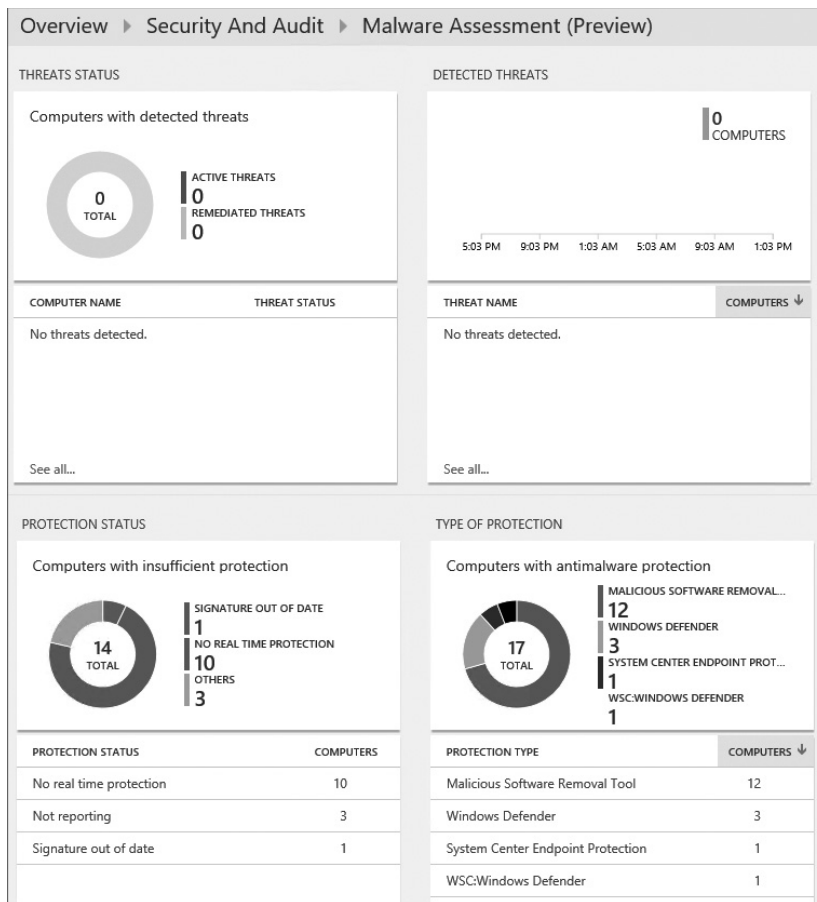 Overview ▶ Security And Audit ▶ Malware Assessment (Preview)
THREATS STATUS
Computers with detected threats
0
TOTAL
ACTIVE THREATS
0
REMEDIATED THREATS
0
COMPUTER NAME THREAT STATUS
No threats detected.
See all...
DETECTED THREATS
0
COMPUTERS
5:03 PM 9:03 PM 1:03 AM 5:03 AM 9:03 AM 1:03 PM
THREAT NAME COMPUTERS ↓
No threats detected.
See all...
PROTECTION STATUS
Computers with insufficient protection
14
TOTAL
SIGNATURE OUT OF DATE
1
NO REAL TIME PROTECTION
10
OTHERS
3
PROTECTION STATUS COMPUTERS
No real time protection 10
Not reporting 3
Signature out of date 1
TYPE OF PROTECTION
Computers with antimalware protection
17
TOTAL
MALICIOUS SOFTWARE REMOVAL...
12
WINDOWS DEFENDER
3
SYSTEM CENTER ENDPOINT PROT...
1
WSC:WINDOWS DEFENDER
1
PROTECTION TYPE COMPUTERS ↓
Malicious Software Removal Tool 12
Windows Defender 3
System Center Endpoint Protection 1
WSC:Windows Defender 1